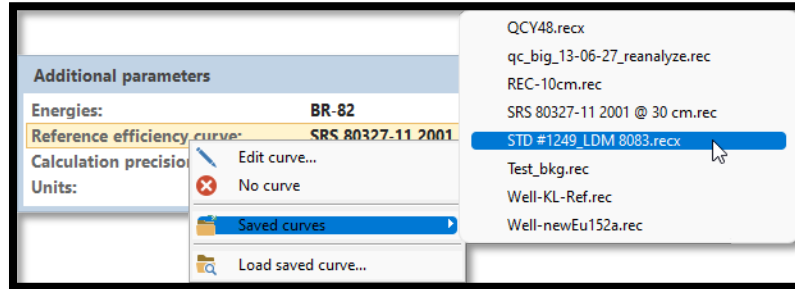 Additional parameters
Energies: BR-82
Reference efficiency curve: SRS 80327-11 2001
Calculation precision
Units:
Edit curve...
No curve
Saved curves
Load saved curve...
QCY48.recx
qc_big_13-06-27_reanalyze.rec
REC-10cm.rec
SRS 80327-11 2001 @ 30 cm.rec
STD #1249_LDM 8083.recx
Test_bkg.rec
Well-KL-Ref.rec
Well-newEu152a.rec